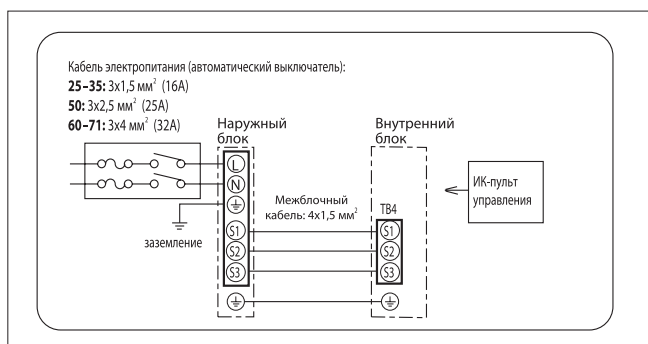 Кабель электропитания (автоматический выключатель):
25–35: 3x1,5 мм² (16А)
50: 3x2,5 мм² (25А)
60–71: 3x4 мм² (32А)
Наружный
блок
Внутренний
блок
L
N
заземление
Межблочный
кабель: 4x1,5 мм²
TB4
S1
S2
S3
S1
S2
S3
ИК-пульт
управления